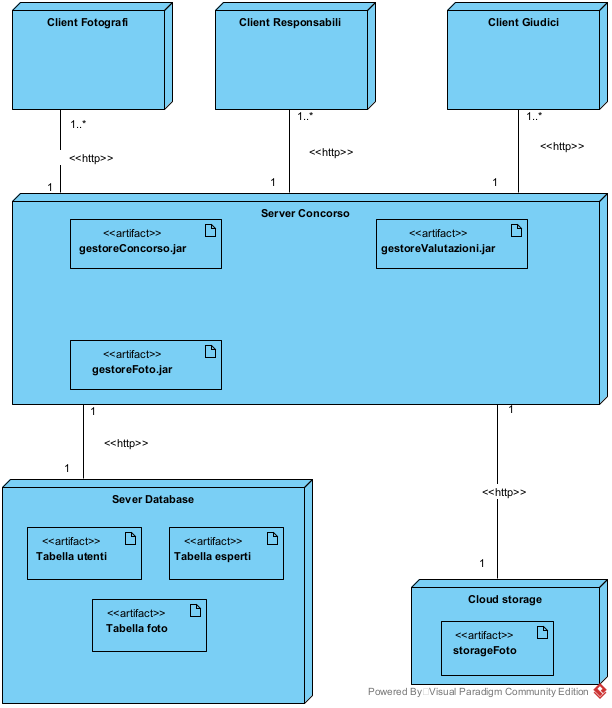 Client Fotografi
Client Responsabili
Client Giudici
1..*
1..*
1..*
<<http>>
<<http>>
<<http>>
1
1
1
Server Concorso
<<artifact>>
gestoreConcorso.jar
<<artifact>>
gestoreValutazioni.jar
<<artifact>>
gestoreFoto.jar
1
1
<<http>>
1
<<http>>
Sever Database
<<artifact>>
Tabella utenti
<<artifact>>
Tabella esperti
<<artifact>>
Tabella foto
1
Cloud storage
<<artifact>>
storageFoto
Powered By Visual Paradigm Community Edition